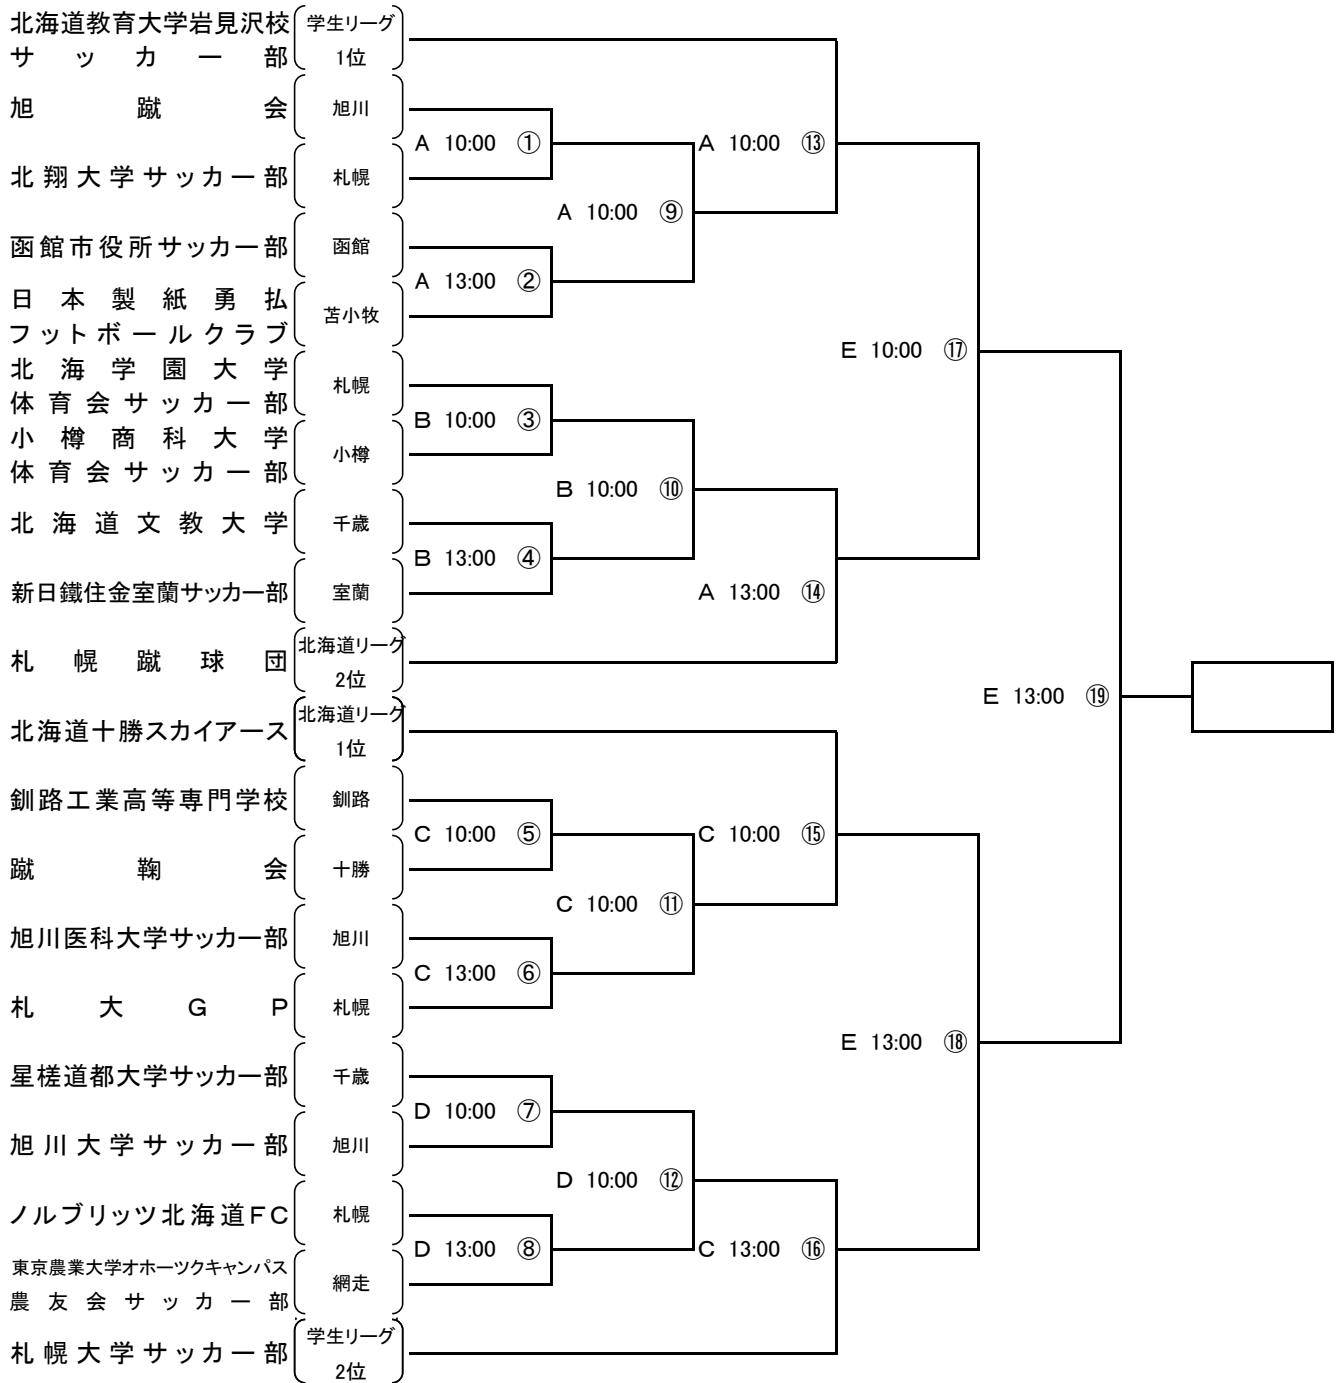 北海道教育大学岩見沢校 学生リーグ
サッカー部 1位
旭蹴会 旭川
A 10:00 ① A 10:00 ⑬
北翔大学サッカー部 札幌
A 10:00 ⑨
函館市役所サッカー部 函館
A 13:00 ②
日本製紙勇払
フットボールクラブ 苫小牧
E 10:00 ⑰
北海学園大学
体育会サッカー部 札幌
B 10:00 ③
小樽商科大学
体育会サッカー部 小樽
B 10:00 ⑩
北海道文教大学 千歳
B 13:00 ④
新日鐵住金室蘭サッカー部 室蘭 A 13:00 ⑭
札幌蹴球団 北海道リーグ
2位
E 13:00 ⑲
北海道十勝スカイアース 北海道リーグ
1位
釧路工業高等専門学校 釧路
C 10:00 ⑤ C 10:00 ⑮
蹴鞠会 十勝
C 10:00 ⑪
旭川医科大学サッカー部 旭川
C 13:00 ⑥
札大GP 札幌
E 13:00 ⑱
星槎道都大学サッカー部 千歳
D 10:00 ⑦
旭川大学サッカー部 旭川
D 10:00 ⑫
ノルブリッツ北海道FC 札幌
D 13:00 ⑧ C 13:00 ⑯
東京農業大学オホーツクキャンパス
農友会サッカー部 網走
札幌大学サッカー部 学生リーグ
2位